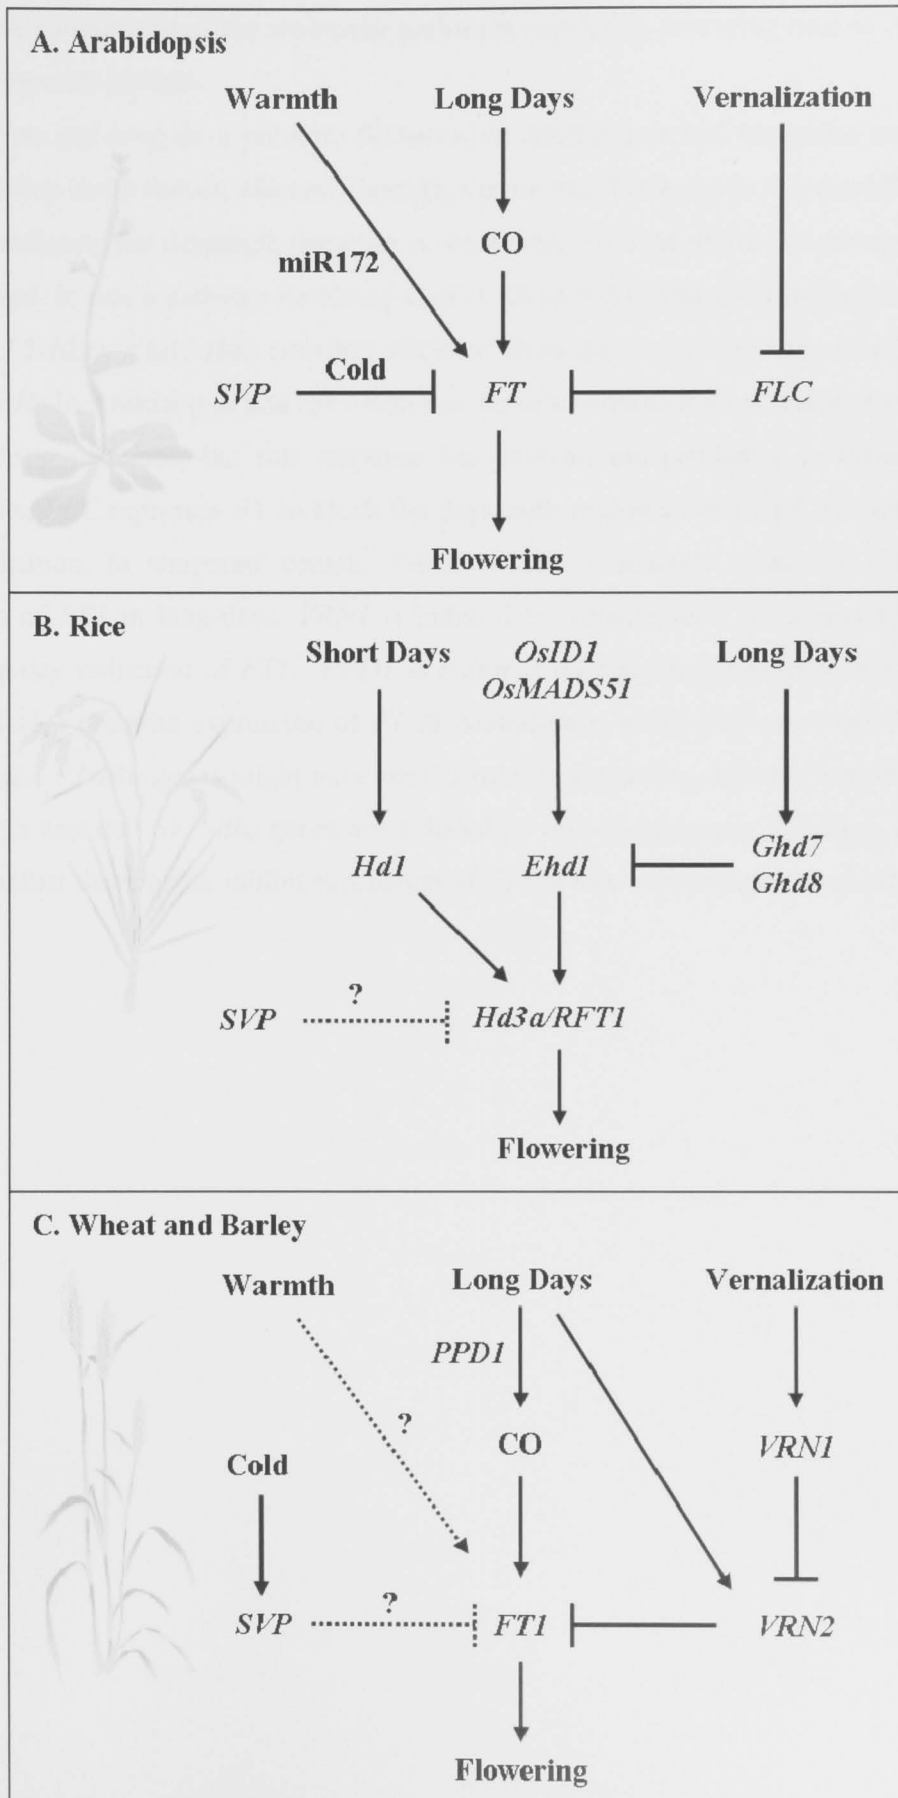 A. Arabidopsis
Warmth
Long Days
Vernalization
CO
miR172
SVP
Cold
FT
FLC
Flowering
B. Rice
Short Days
OsID1
OsMADS51
Long Days
Hd1
Ehd1
Ghd7
Ghd8
SVP
?
Hd3a/RFT1
Flowering
C. Wheat and Barley
Warmth
Long Days
Vernalization
PPD1
?
CO
VRN1
Cold
SVP
?
FT1
VRN2
Flowering